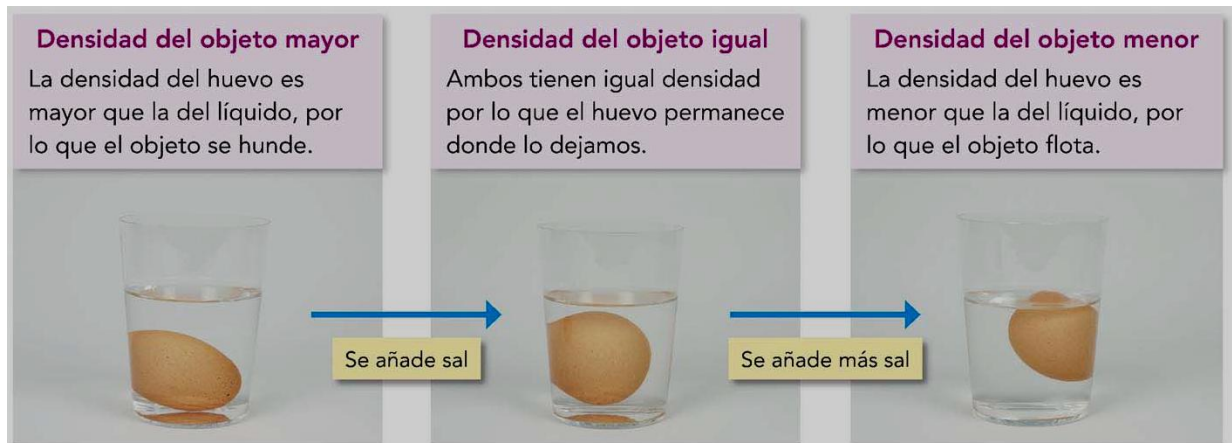 Densidad del objeto mayor
La densidad del huevo es
mayor que la del líquido, por
lo que el objeto se hunde.
Densidad del objeto igual
Ambos tienen igual densidad
por lo que el huevo permanece
donde lo dejamos.
Densidad del objeto menor
La densidad del huevo es
menor que la del líquido, por
lo que el objeto flota.
Se añade sal
Se añade más sal